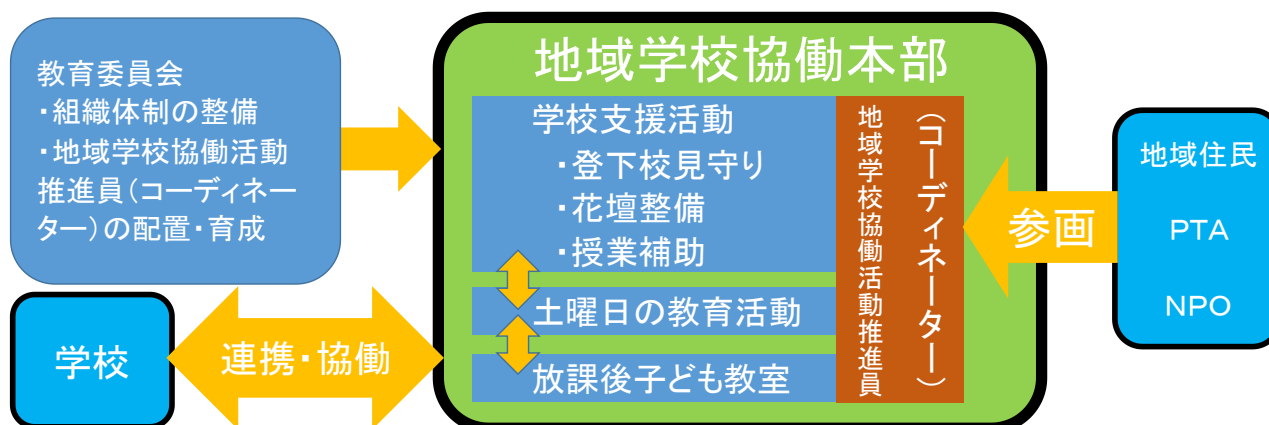 教育委員会
・組織体制の整備
・地域学校協働活動
推進員(コーディネー
ター)の配置・育成
学校
連携・協働
地域学校協働本部
学校支援活動
・登下校見守り
・花壇整備
・授業補助
土曜日の教育活動
放課後子ども教室
地域学校協働活動推進員
(コーディネーター)
参画
地域住民
PTA
NPO